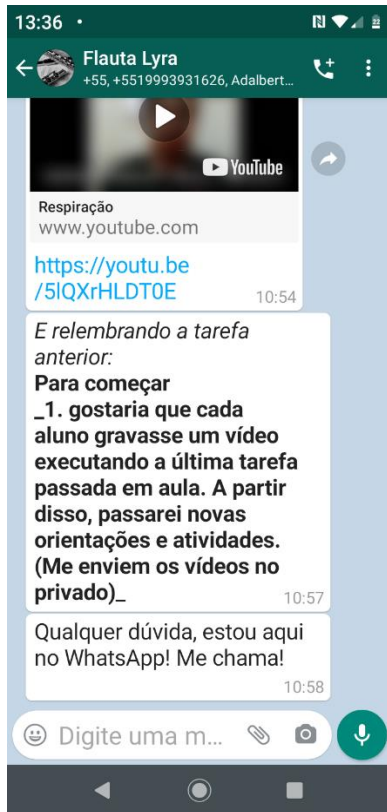 13:36
Flauta Lyra
+55, +5519993931626, Adalbert...
YouTube
Respiração
www.youtube.com
https://youtu.be
/5lQXrHLDT0E
10:54
E relembrando a tarefa
anterior:
Para começar
_1. gostaria que cada
aluno gravasse um vídeo
executando a última tarefa
passada em aula. A partir
disso, passarei novas
orientações e atividades.
(Me enviem os vídeos no
privado)_
10:57
Qualquer dúvida, estou aqui
no WhatsApp! Me chama!
10:58
Digite uma m...